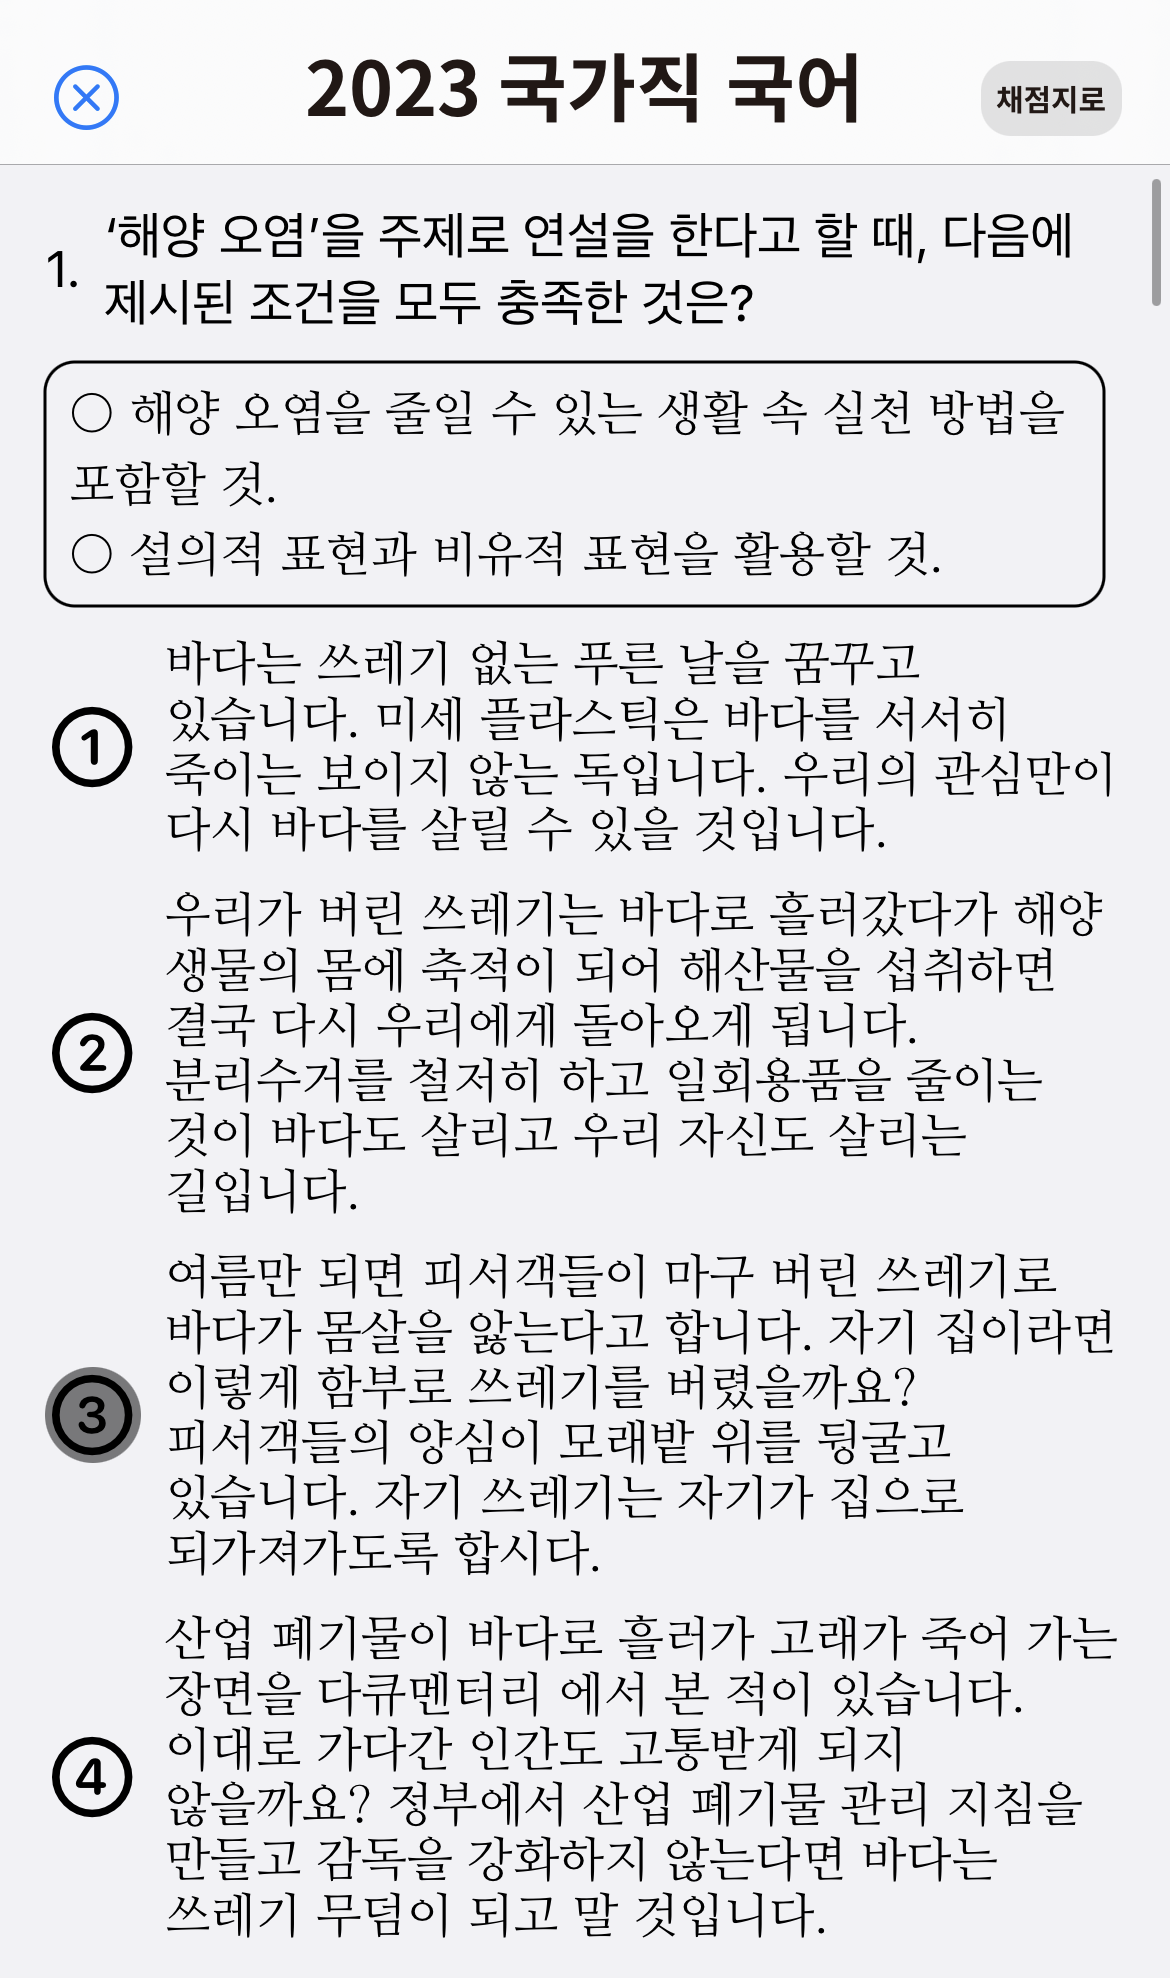 2023 국가직 국어
채점지로
1. ‘해양 오염’을 주제로 연설을 한다고 할 때, 다음에
제시된 조건을 모두 충족한 것은?
○ 해양 오염을 줄일 수 있는 생활 속 실천 방법을
포함할 것.
○ 설의적 표현과 비유적 표현을 활용할 것.
① 바다는 쓰레기 없는 푸른 날을 꿈꾸고
있습니다. 미세 플라스틱은 바다를 서서히
죽이는 보이지 않는 독입니다. 우리의 관심만이
다시 바다를 살릴 수 있을 것입니다.
② 우리가 버린 쓰레기는 바다로 흘러갔다가 해양
생물의 몸에 축적이 되어 해산물을 섭취하면
결국 다시 우리에게 돌아오게 됩니다.
분리수거를 철저히 하고 일회용품을 줄이는
것이 바다도 살리고 우리 자신도 살리는
길입니다.
③ 여름만 되면 피서객들이 마구 버린 쓰레기로
바다가 몸살을 앓는다고 합니다. 자기 집이라면
이렇게 함부로 쓰레기를 버렸을까요?
피서객들의 양심이 모래밭 위를 뒹굴고
있습니다. 자기 쓰레기는 자기가 집으로
되가져가도록 합시다.
④ 산업 폐기물이 바다로 흘러가 고래가 죽어 가는
장면을 다큐멘터리 에서 본 적이 있습니다.
이대로 가다간 인간도 고통받게 되지
않을까요? 정부에서 산업 폐기물 관리 지침을
만들고 감독을 강화하지 않는다면 바다는
쓰레기 무덤이 되고 말 것입니다.